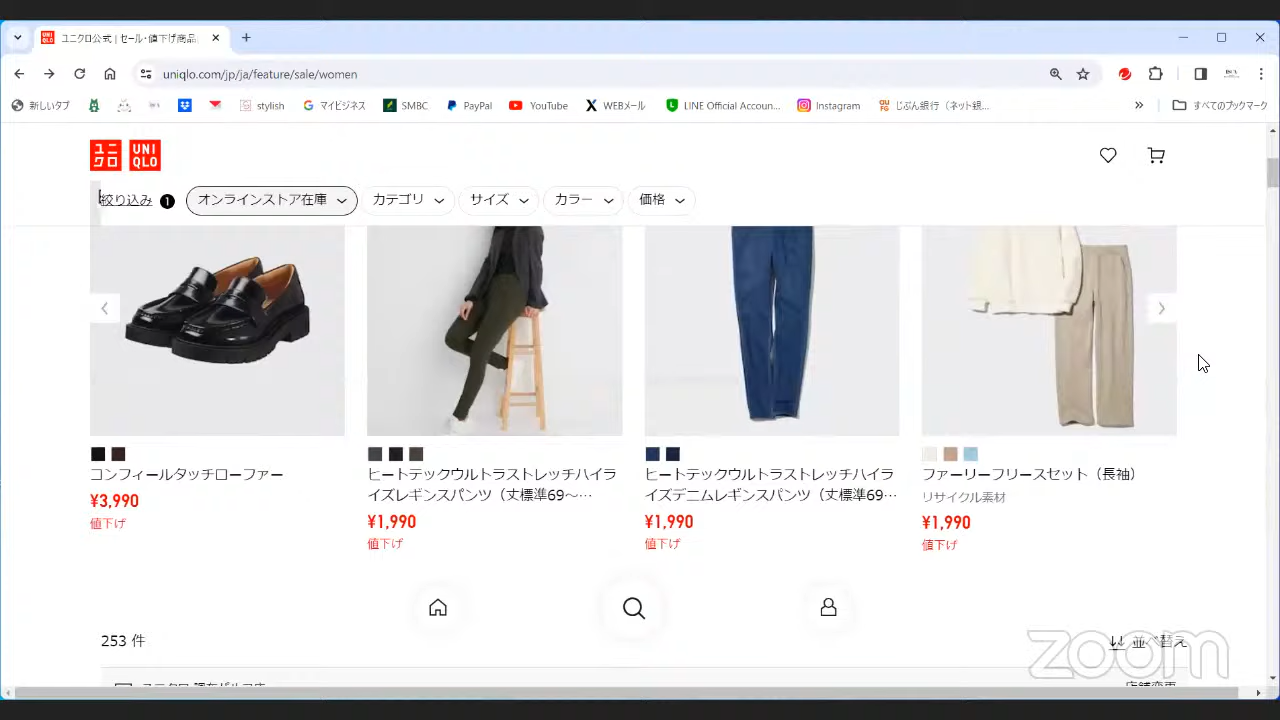 ユニクロ公式 | セール・値下げ商品
uniqlo.com/jp/ja/feature/sale/women
新しいタブ stylish マイビジネス SMBC PayPal YouTube WEBメール LINE Official Accoun... Instagram じぶん銀行（ネット銀... » すべてのブックマーク
ユニクロ UNIQLO
絞り込み 1 オンラインストア在庫 カテゴリ サイズ カラー 価格
コンフィールタッチローファー
¥3,990
値下げ
ヒートテックウルトラストレッチハイラ
イズレギンスパンツ（丈標準69～…
¥1,990
値下げ
ヒートテックウルトラストレッチハイラ
イズデニムレギンスパンツ（丈標準69…
¥1,990
値下げ
ファーリーフリースセット（長袖）
リサイクル素材
¥1,990
値下げ
253 件
並べ替え
zoom